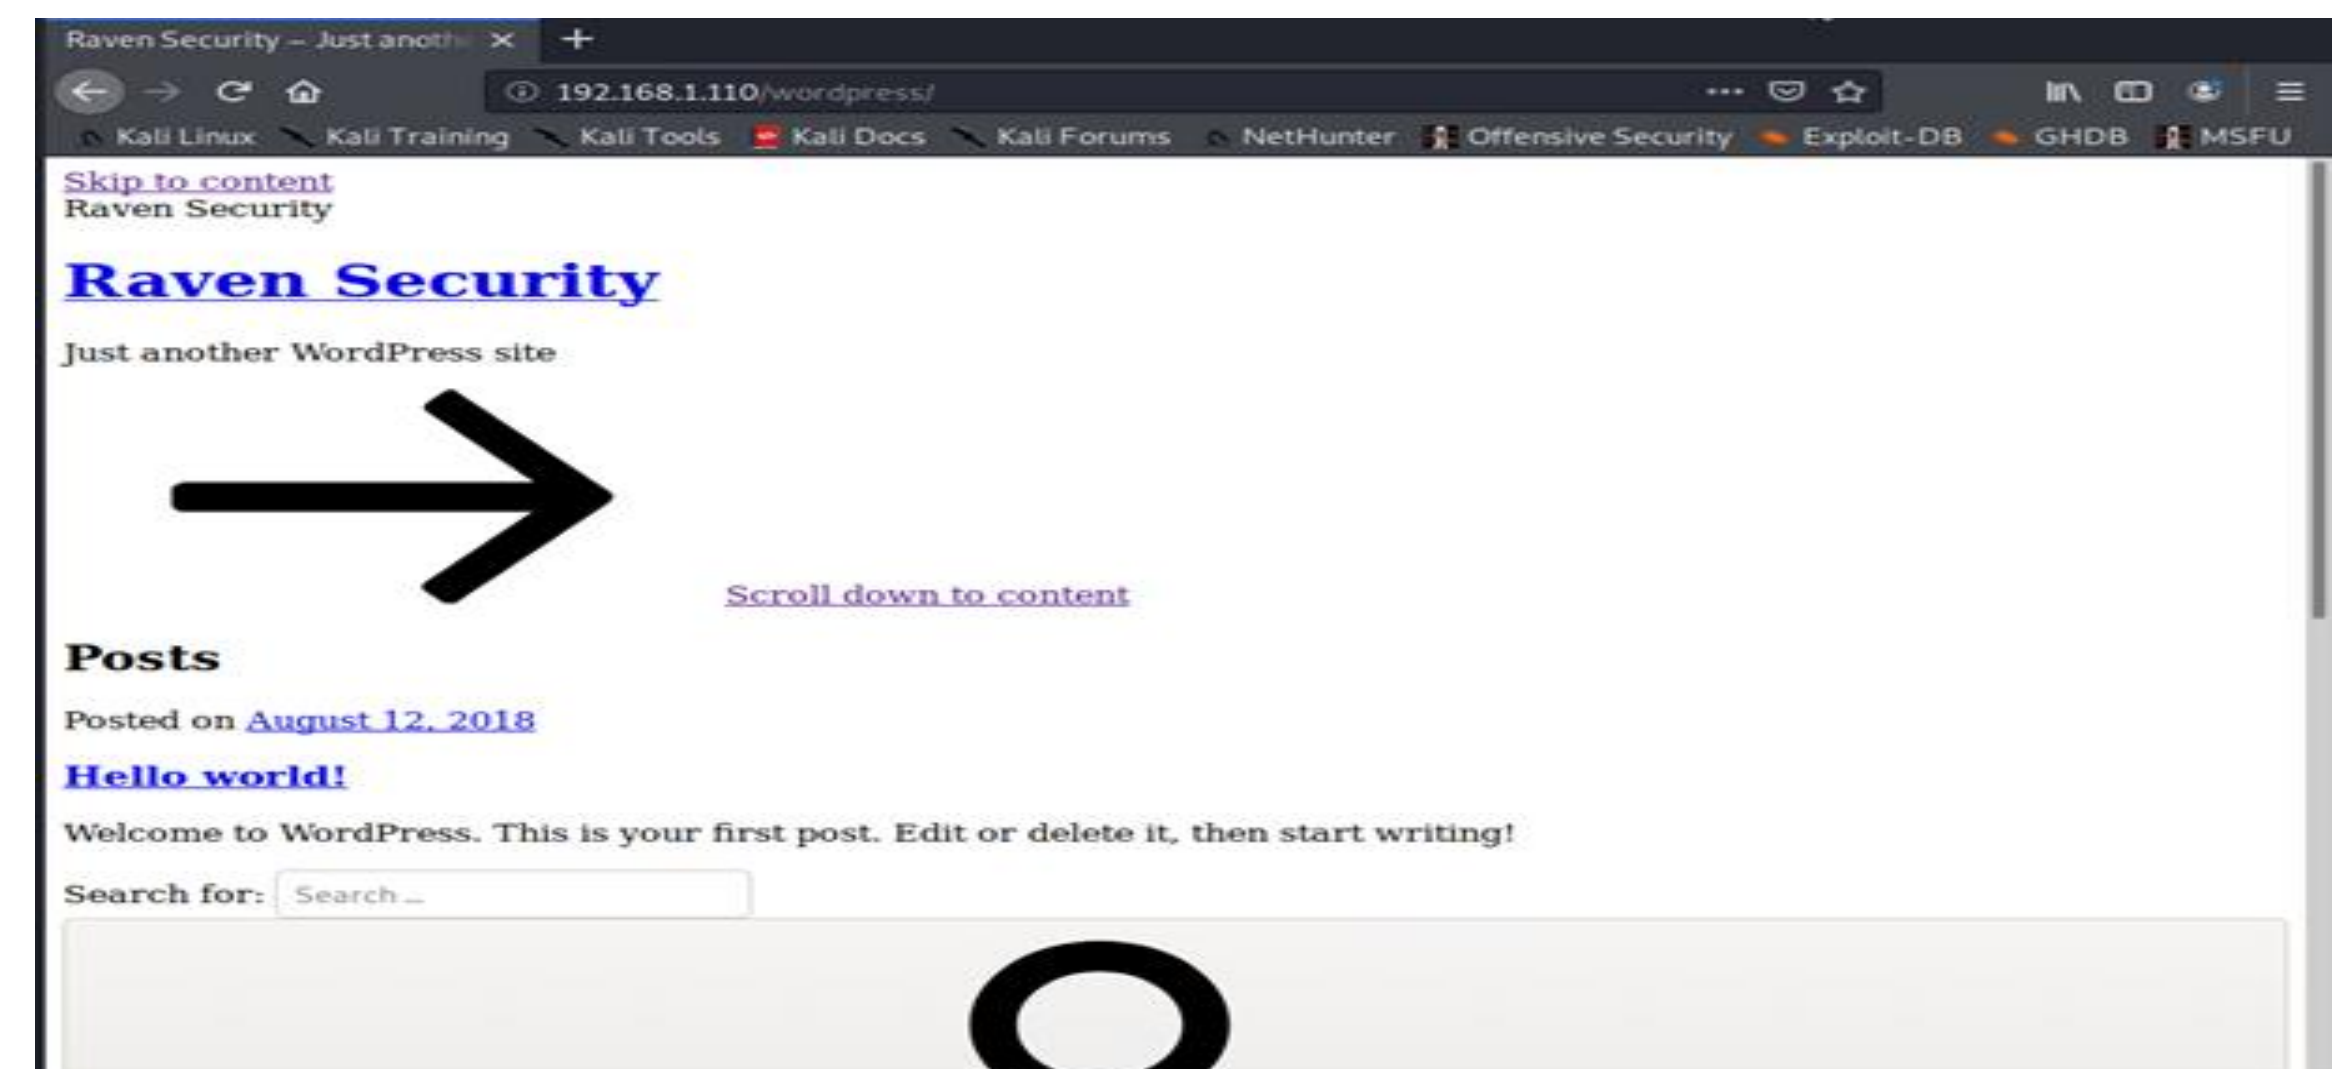 Raven Security – Just anoth
192.168.1.110/wordpress/
Kali Linux Kali Training Kali Tools Kali Docs Kali Forums NetHunter Offensive Security Exploit-DB GHDB MSFU
Skip to content
Raven Security
Raven Security
Just another WordPress site
Scroll down to content
Posts
Posted on August 12, 2018
Hello world!
Welcome to WordPress. This is your first post. Edit or delete it, then start writing!
Search for: Search …